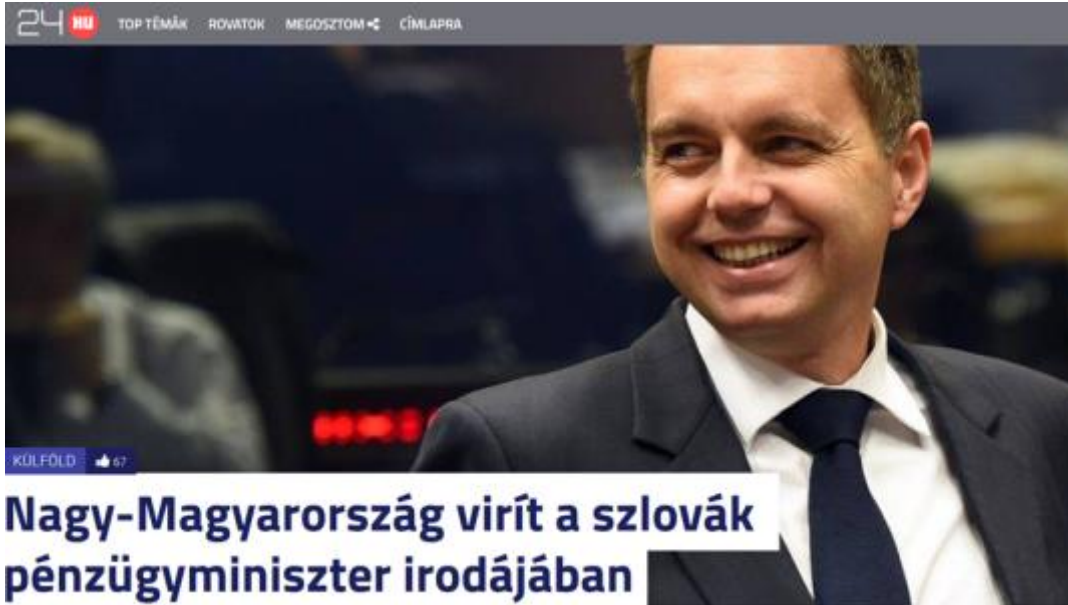 24 HU TOP TÉMÁK ROVATOK MEGOSZTOM CÍMLAPRA
KÜLFÖLD 67
Nagy-Magyarország virít a szlovák
pénzügyminiszter irodájában